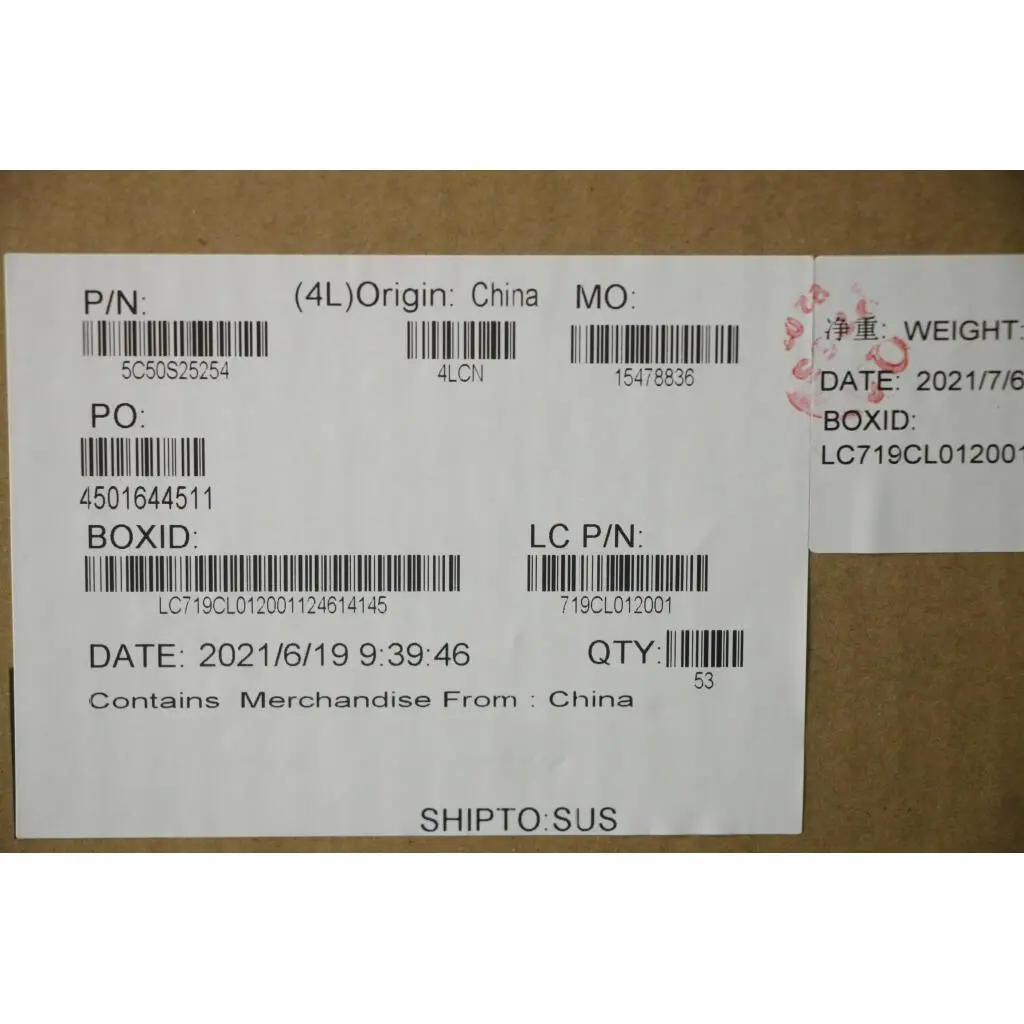 P/N: (4L)Origin: China MO:
5C50S25254 4LCN 15478836
PO:
4501644511
BOXID: LC P/N:
LC719CL012001124614145 719CL012001
DATE: 2021/6/19 9:39:46 QTY:
53
Contains Merchandise From : China
SHIPTO:SUS
净重: WEIGHT:
DATE: 2021/7/6
BOXID:
LC719CL012001